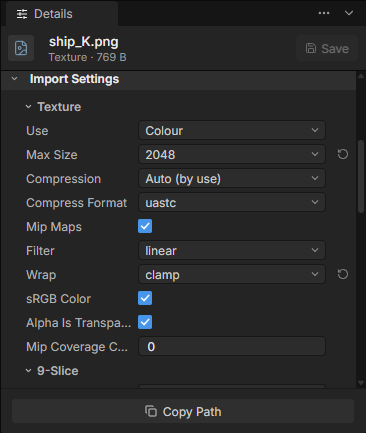 Details
ship_K.png
Texture · 769 B
Save
Import Settings
Texture
Use Colour
Max Size 2048
Compression Auto (by use)
Compress Format uastc
Mip Maps
Filter linear
Wrap clamp
sRGB Color
Alpha Is Transpa...
Mip Coverage C... 0
9-Slice
Copy Path